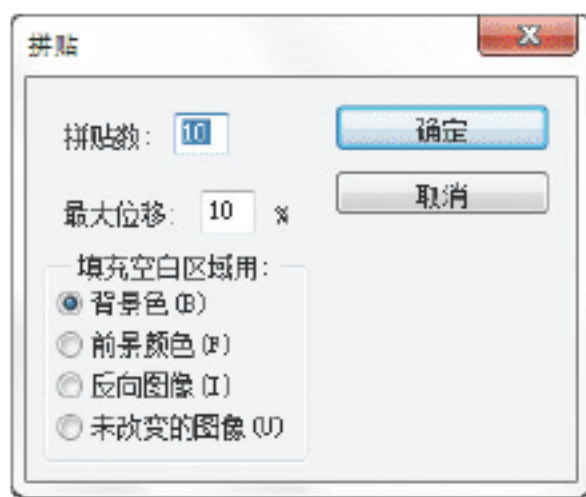 拼贴
拼贴数: 10
确定
最大位移: 10 %
取消
填充空白区域用:
背景色(B)
前景颜色(F)
反向图像(I)
未改变的图像(U)